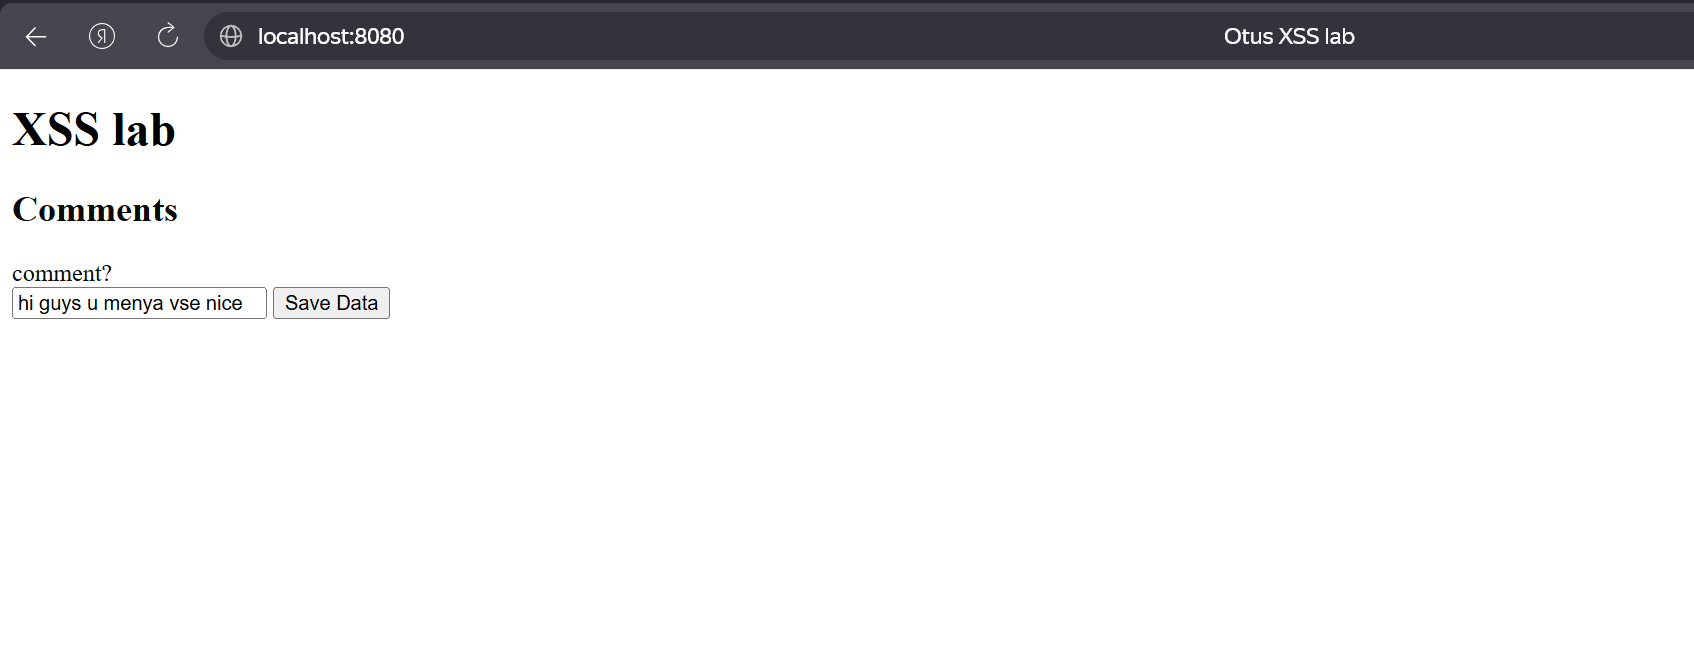 localhost:8080 Otus XSS lab
XSS lab
Comments
comment?
hi guys u menya vse nice Save Data